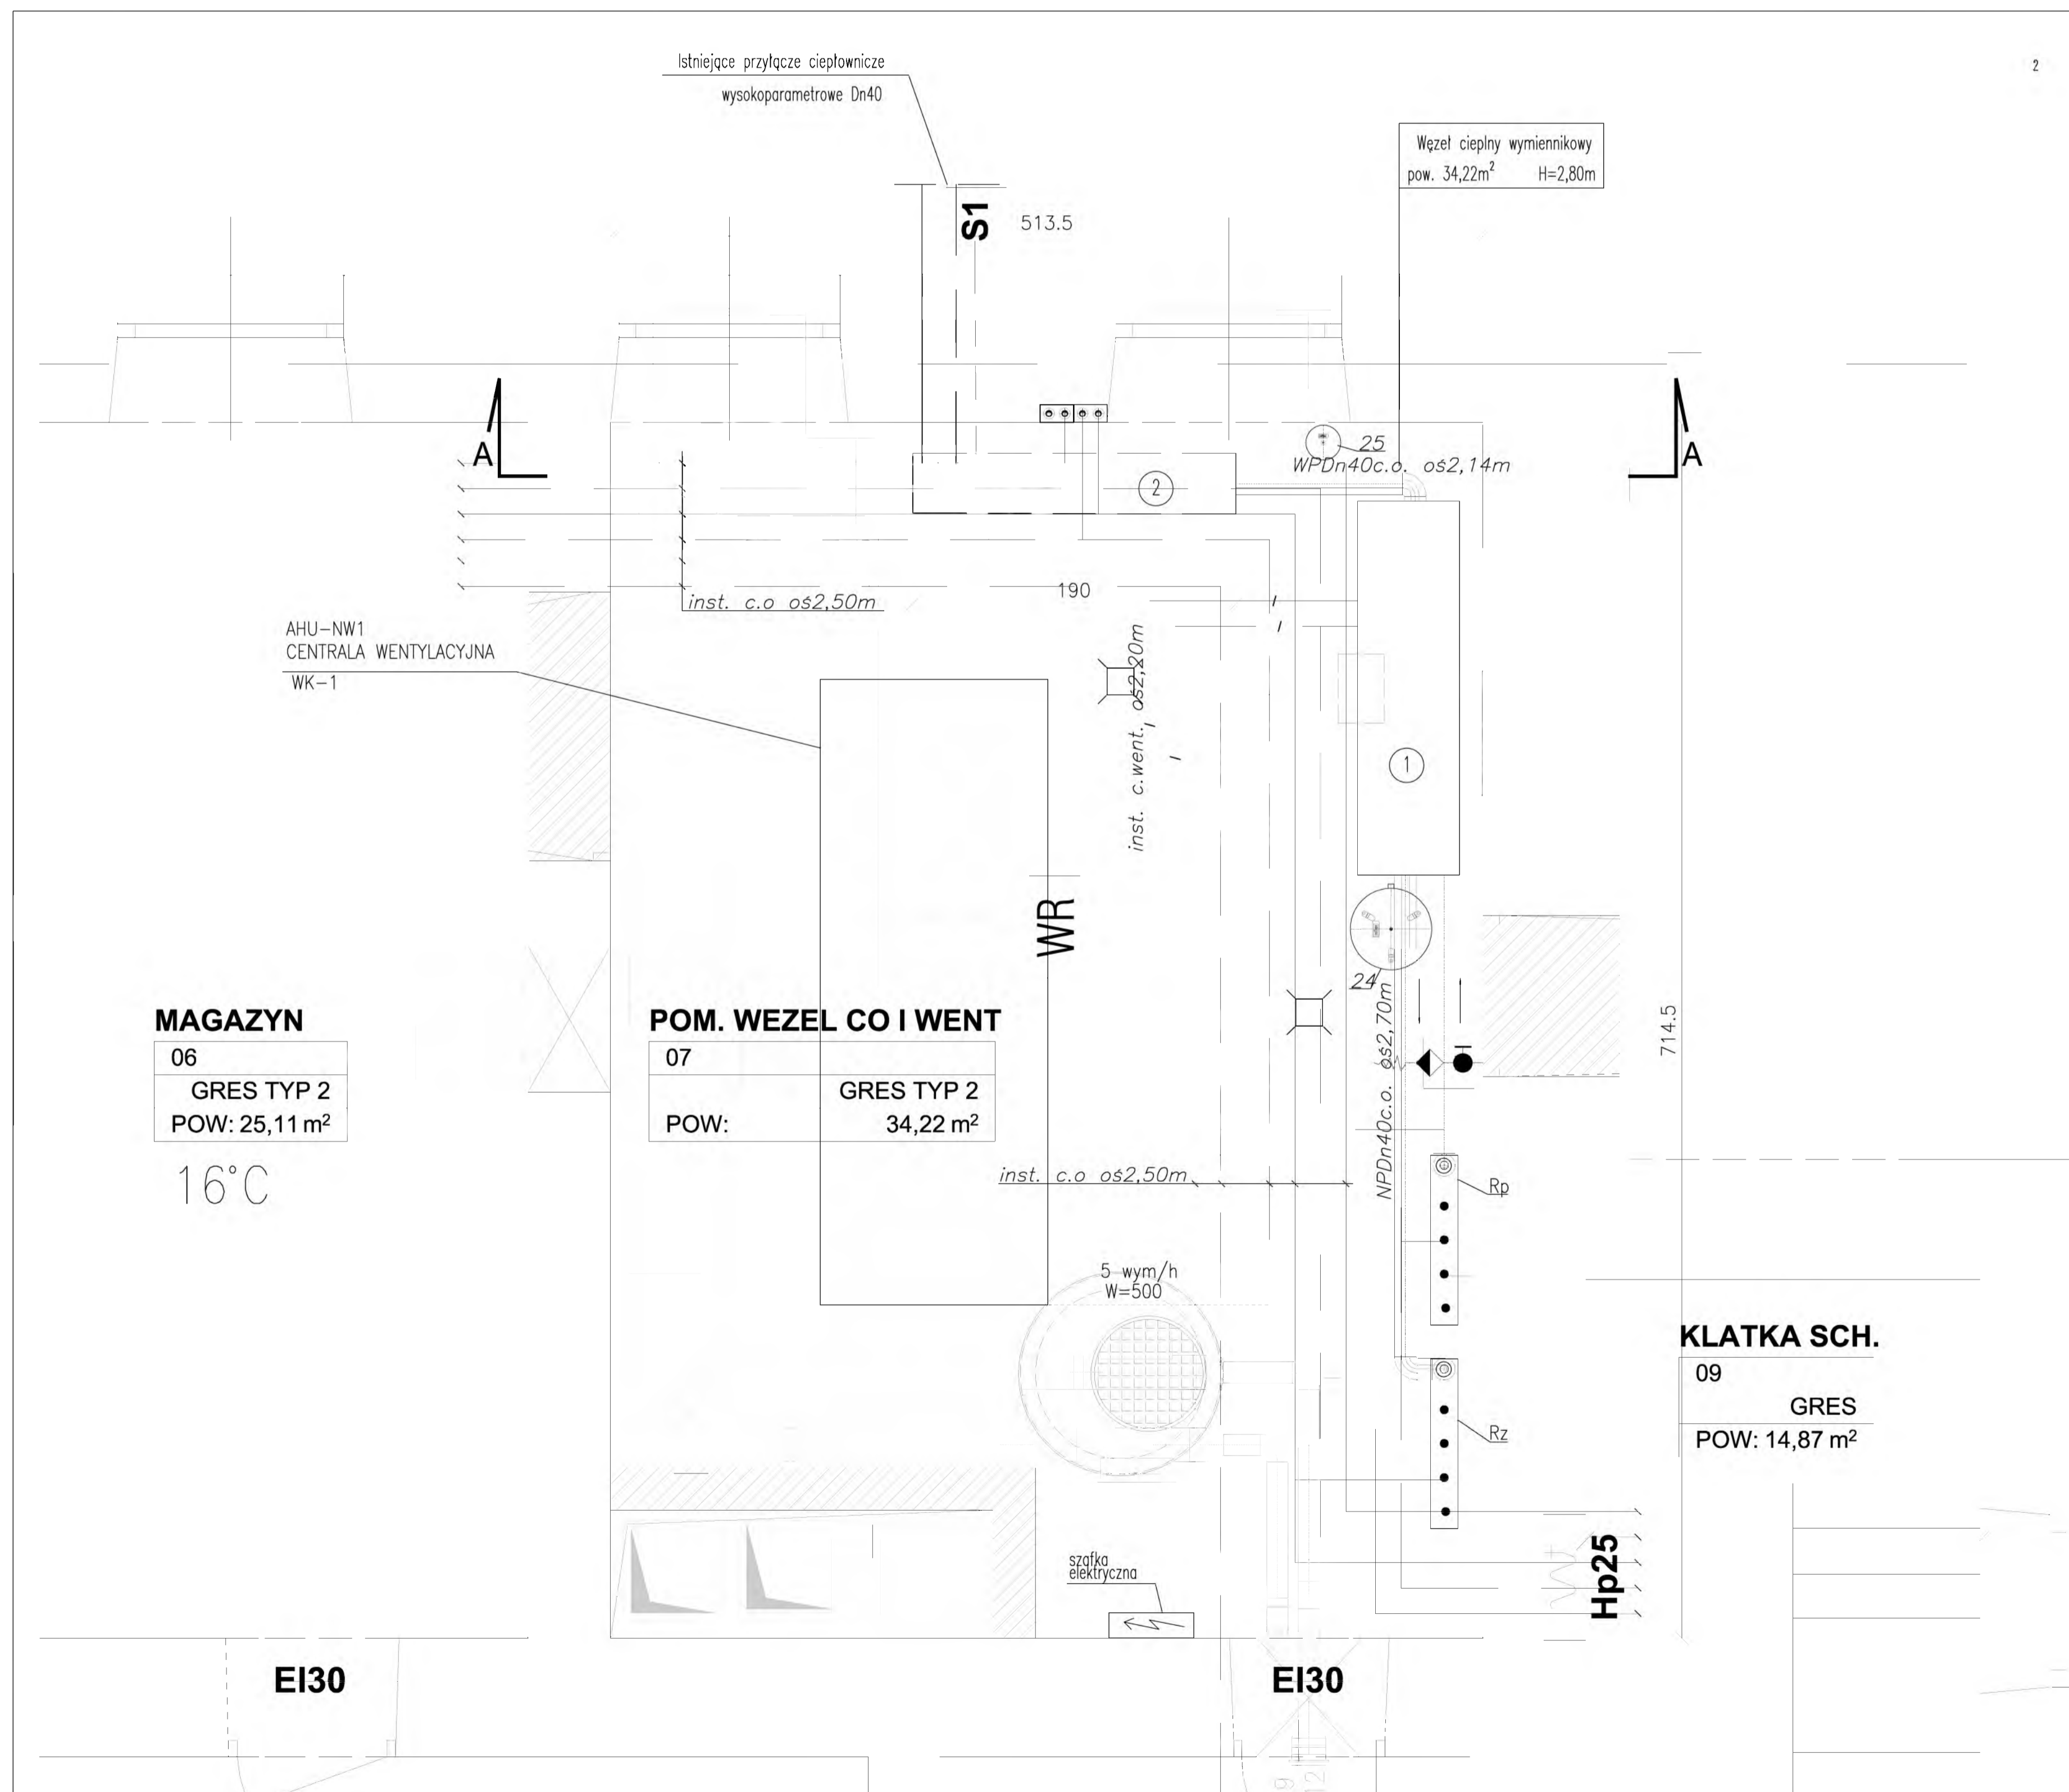 Istniejące przyłącze ciepłownicze
wysokoparametrowe Dn40
2
Węzeł cieplny wymiennikowy
pow. 34,22m² H=2,80m
S1
513.5
A
A
25
WPDn40c.o. oś2,14m
2
190
inst. c.o oś2,50m
AHU-NW1
CENTRALA WENTYLACYJNA
WK-1
inst. c.went. oś2,20m
1
WR
24
NPDn40c.o. oś2,70m
714.5
MAGAZYN
06
GRES TYP 2
POW: 25,11 m²
16°C
POM. WEZEL CO I WENT
07
GRES TYP 2
POW: 34,22 m²
inst. c.o oś2,50m
Rp
5 wym/h
W=500
KLATKA SCH.
09
GRES
POW: 14,87 m²
Rz
szafka
elektryczna
Hp25
EI30
EI30